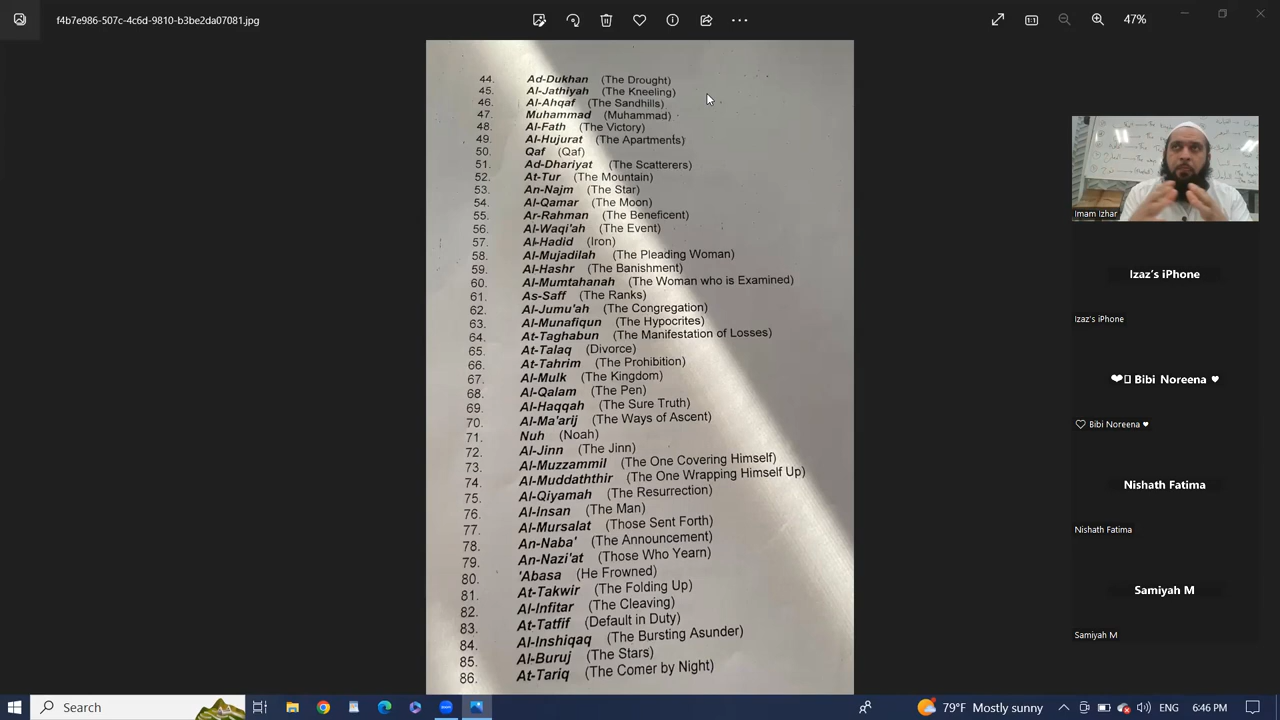 f4b7e986-507c-4c6d-9810-b3be2da07081.jpg
47%
44. Ad-Dukhan (The Drought)
45. Al-Jathiyah (The Kneeling)
46. Al-Ahqaf (The Sandhills)
47. Muhammad (Muhammad)
48. Al-Fath (The Victory)
49. Al-Hujurat (The Apartments)
50. Qaf (Qaf)
51. Ad-Dhariyat (The Scatterers)
52. At-Tur (The Mountain)
53. An-Najm (The Star)
54. Al-Qamar (The Moon)
55. Ar-Rahman (The Beneficent)
56. Al-Waqi'ah (The Event)
57. Al-Hadid (Iron)
58. Al-Mujadilah (The Pleading Woman)
59. Al-Hashr (The Banishment)
60. Al-Mumtahanah (The Woman who is Examined)
61. As-Saff (The Ranks)
62. Al-Jumu'ah (The Congregation)
63. Al-Munafiqun (The Hypocrites)
64. At-Taghabun (The Manifestation of Losses)
65. At-Talaq (Divorce)
66. At-Tahrim (The Prohibition)
67. Al-Mulk (The Kingdom)
68. Al-Qalam (The Pen)
69. Al-Haqqah (The Sure Truth)
70. Al-Ma'arij (The Ways of Ascent)
71. Nuh (Noah)
72. Al-Jinn (The Jinn)
73. Al-Muzzammil (The One Covering Himself)
74. Al-Muddaththir (The One Wrapping Himself Up)
75. Al-Qiyamah (The Resurrection)
76. Al-Insan (The Man)
77. Al-Mursalat (Those Sent Forth)
78. An-Naba' (The Announcement)
79. An-Nazi'at (Those Who Yearn)
80. 'Abasa (He Frowned)
81. At-Takwir (The Folding Up)
82. Al-Infitar (The Cleaving)
83. At-Tatfif (Default in Duty)
84. Al-Inshiqaq (The Bursting Asunder)
85. Al-Buruj (The Stars)
86. At-Tariq (The Comer by Night)
Imam Izhar
Izaz's iPhone
Izaz's iPhone
❤ Bibi Noreena ♥
♡ Bibi Noreena ♥
Nishath Fatima
Nishath Fatima
Samiyah M
Samiyah M
Search
79°F Mostly sunny
ENG
6:46 PM